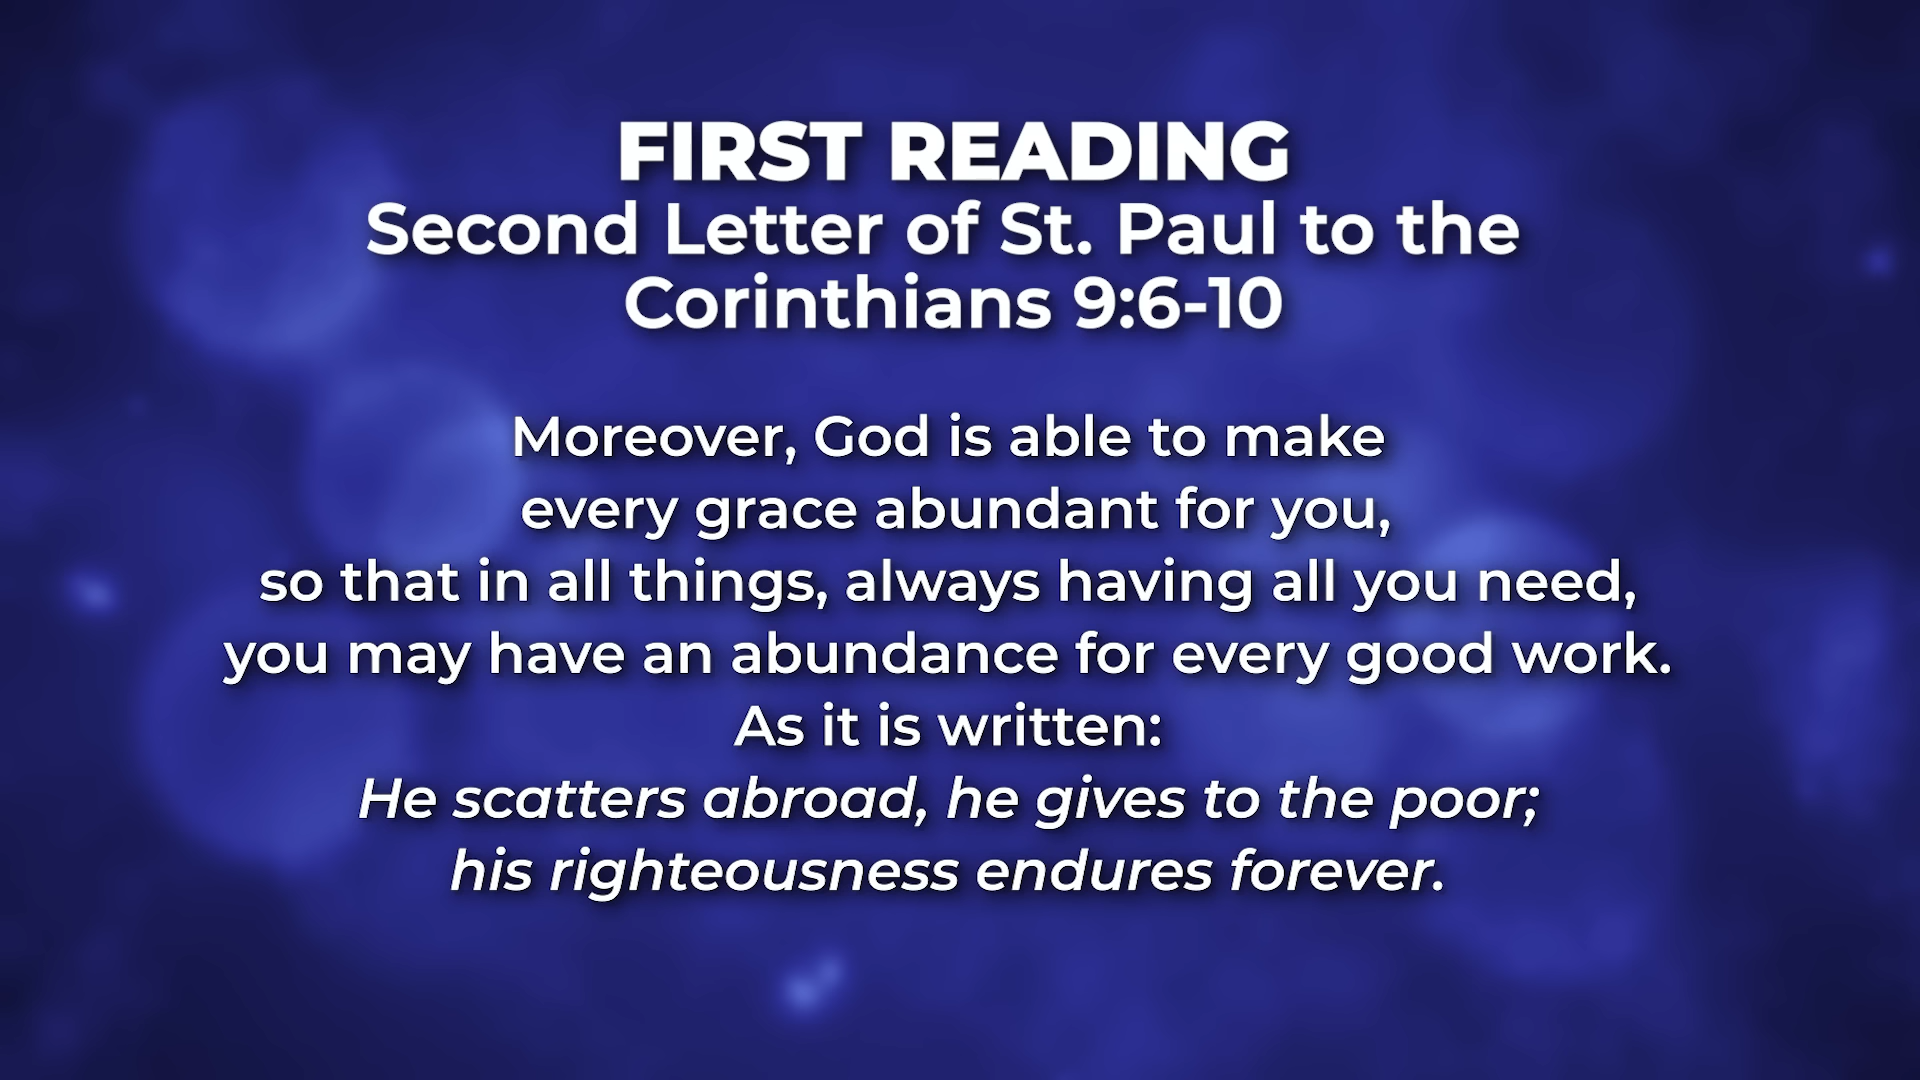 FIRST READING
Second Letter of St. Paul to the
Corinthians 9:6-10
Moreover, God is able to make
every grace abundant for you,
so that in all things, always having all you need,
you may have an abundance for every good work.
As it is written:
He scatters abroad, he gives to the poor;
his righteousness endures forever.